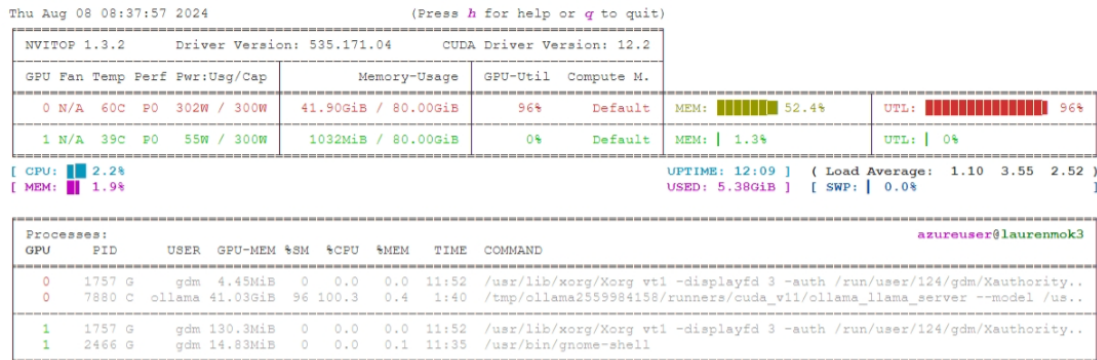 Thu Aug 08 08:37:57 2024 (Press h for help or q to quit)
NVITOP 1.3.2 Driver Version: 535.171.04 CUDA Driver Version: 12.2
GPU Fan Temp Perf Pwr:Usg/Cap Memory-Usage GPU-Util Compute M.
0 N/A 60C P0 302W / 300W 41.90GiB / 80.00GiB 96% Default MEM: 52.4% UTL: 96%
1 N/A 39C P0 55W / 300W 1032MiB / 80.00GiB 0% Default MEM: 1.3% UTL: 0%
[ CPU: 2.2% UPTIME: 12:09 ] ( Load Average: 1.10 3.55 2.52 )
[ MEM: 1.9% USED: 5.38GiB ] [ SWP: 0.0% ]
Processes: azureuser@laurenmok3
GPU PID USER GPU-MEM %SM %CPU %MEM TIME COMMAND
0 1757 G gdm 4.45MiB 0 0.0 0.0 11:52 /usr/lib/xorg/Xorg vt1 -displayfd 3 -auth /run/user/124/gdm/Xauthority..
0 7880 C ollama 41.03GiB 96 100.3 0.4 1:40 /tmp/ollama2559984158/runners/cuda_v11/ollama_llama_server --model /us..
1 1757 G gdm 130.3MiB 0 0.0 0.0 11:52 /usr/lib/xorg/Xorg vt1 -displayfd 3 -auth /run/user/124/gdm/Xauthority..
1 2466 G gdm 14.83MiB 0 0.0 0.1 11:35 /usr/bin/gnome-shell